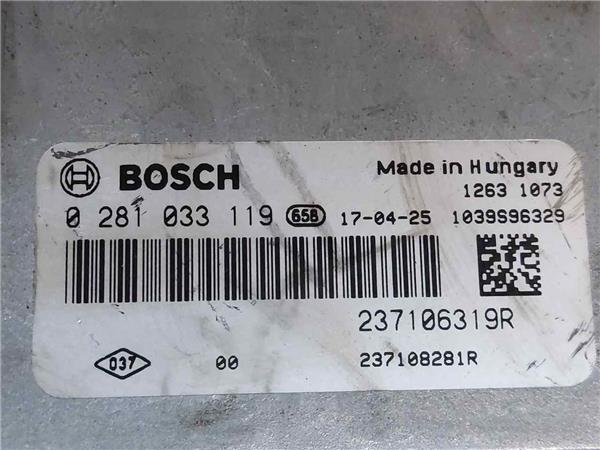 BOSCH
Made in Hungary
1263 1073
0 281 033 119 658 17-04-25 1039S96329
237106319R
037 00 237108281R